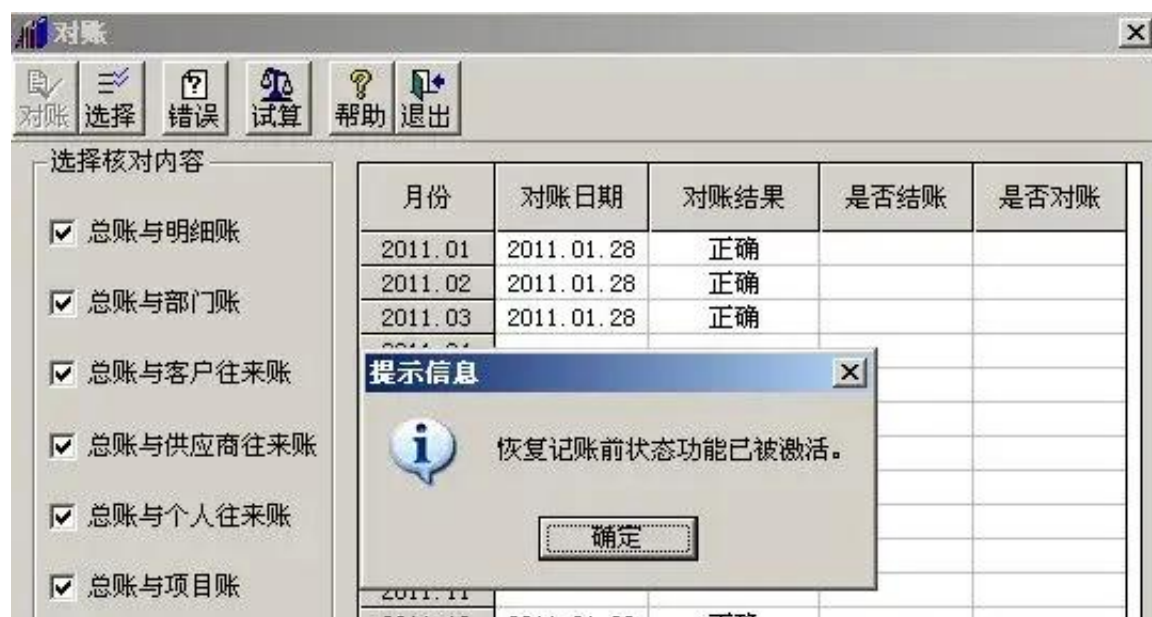 对账
对账 选择 错误 试算 帮助 退出
选择核对内容
总账与明细账
总账与部门账
总账与客户往来账
总账与供应商往来账
总账与个人往来账
总账与项目账
月份 对账日期 对账结果 是否结账 是否对账
2011.01 2011.01.28 正确
2011.02 2011.01.28 正确
2011.03 2011.01.28 正确
提示信息
恢复记账前状态功能已被激活。
确定
2011.11